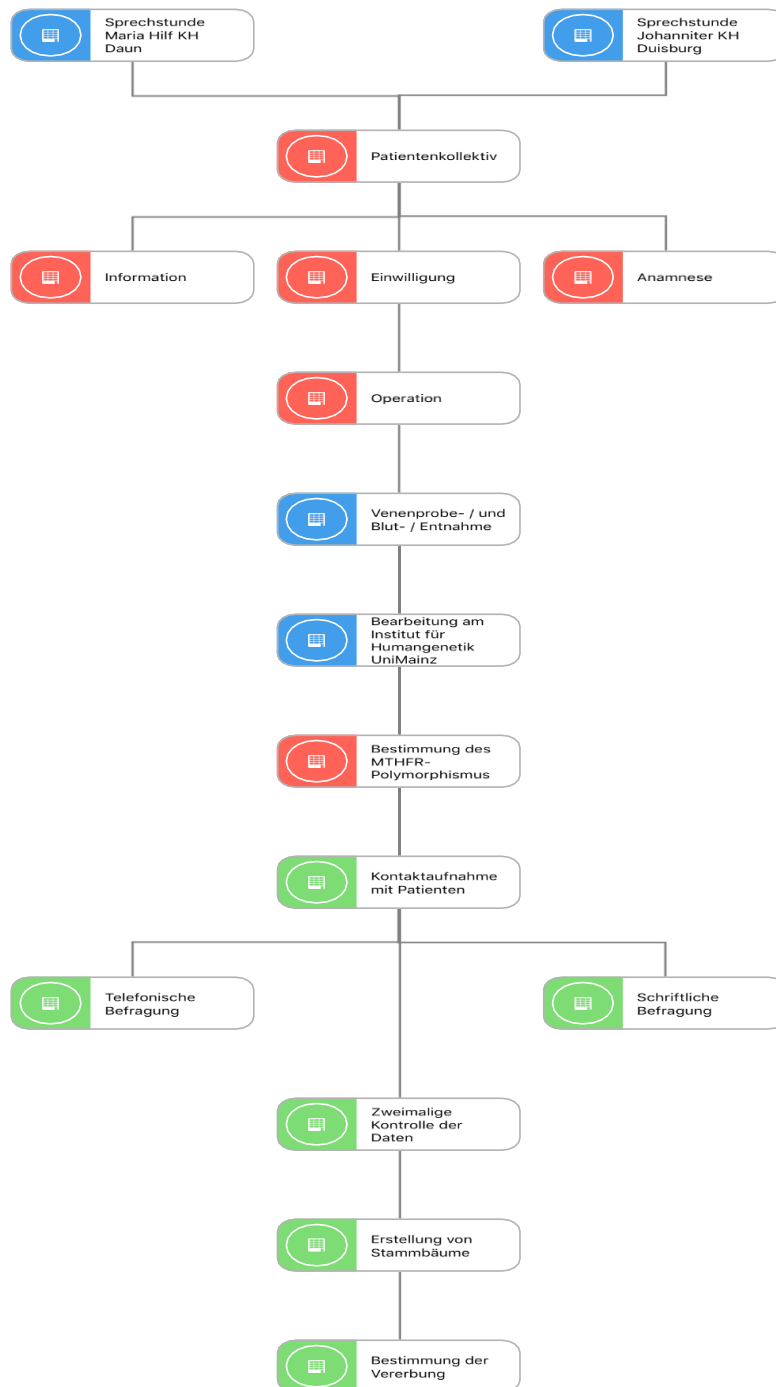 Sprechstunde
Maria Hilf KH
Daun
Sprechstunde
Johanniter KH
Duisburg
Patientenkollektiv
Information
Einwilligung
Anamnese
Operation
Venenprobe- / und
Blut- / Entnahme
Bearbeitung am
Institut für
Humangenetik
UniMainz
Bestimmung des
MTHFR-
Polymorphismus
Kontaktaufnahme
mit Patienten
Telefonische
Befragung
Schriftliche
Befragung
Zweimalige
Kontrolle der
Daten
Erstellung von
Stammbäume
Bestimmung der
Vererbung